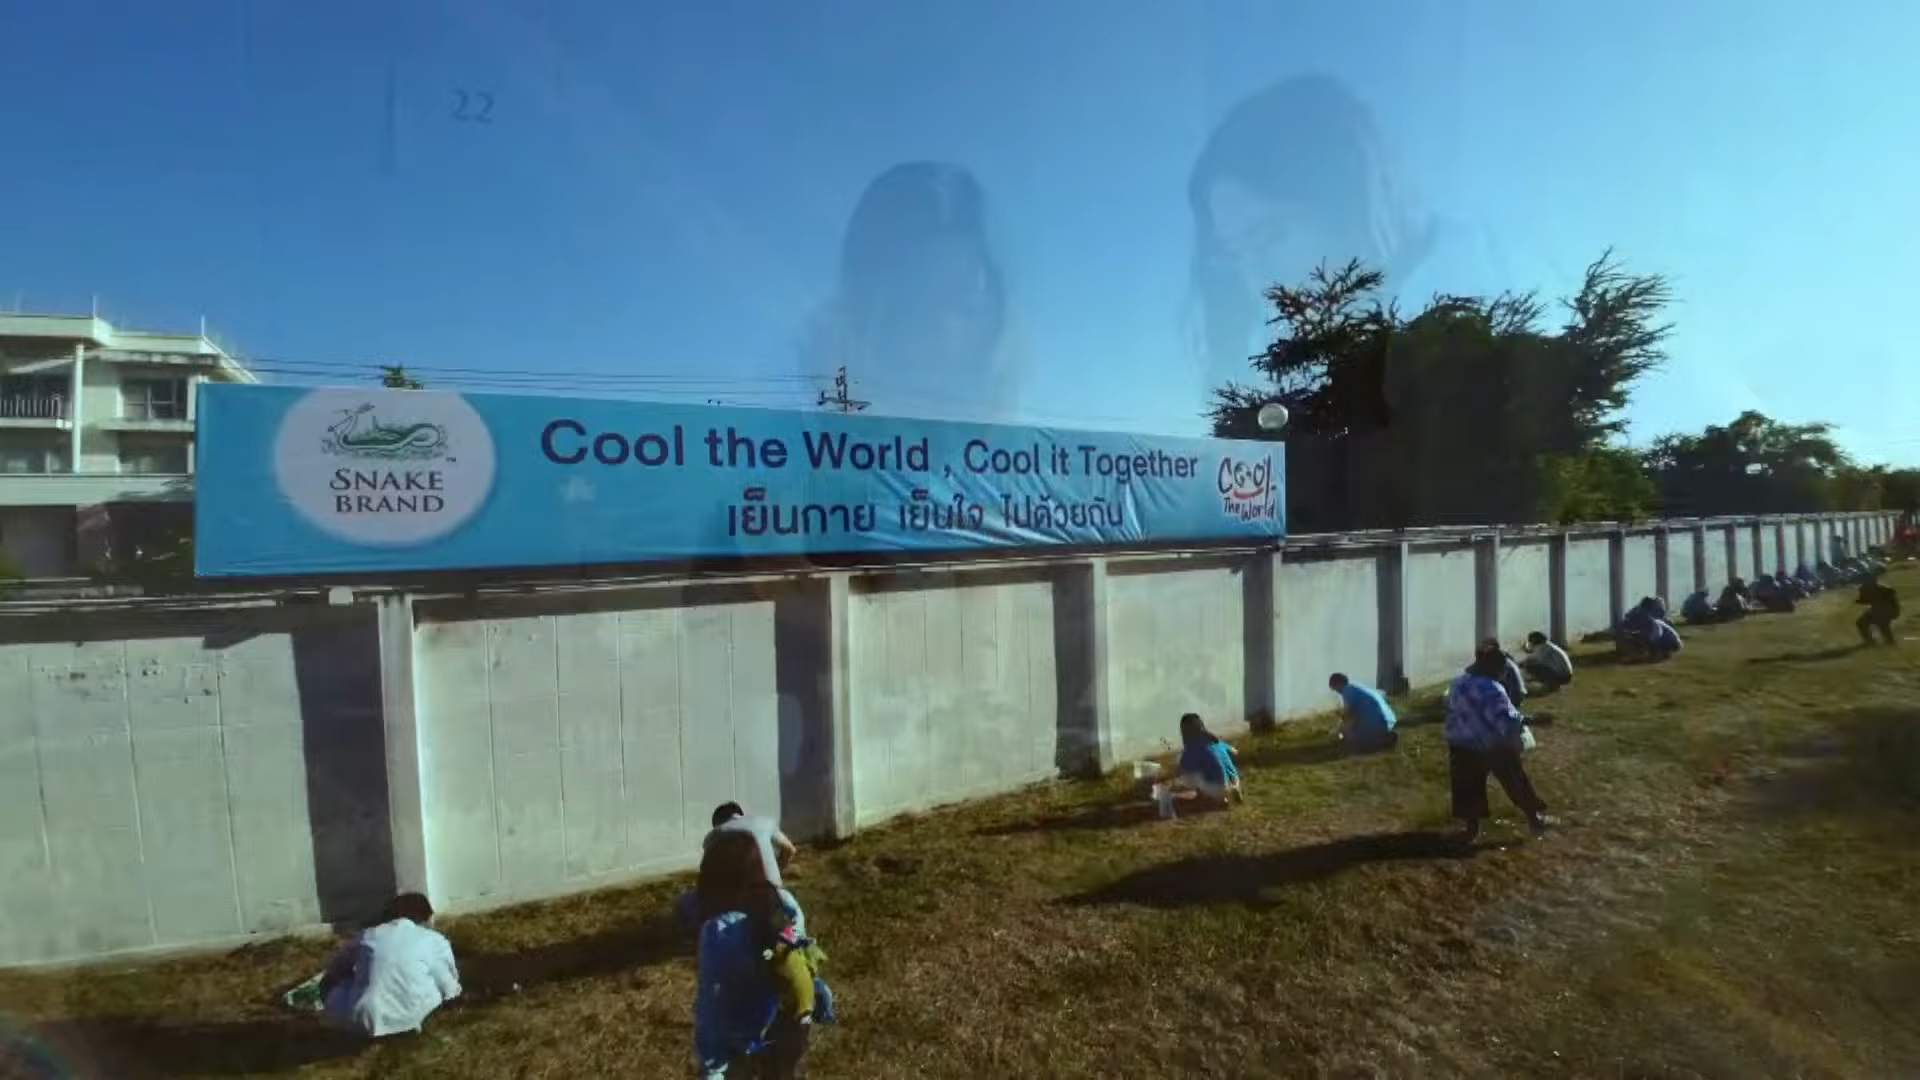 22
SNAKE
BRAND
Cool the World , Cool it Together
เย็นกาย เย็นใจ ไปด้วยกัน
Cool
The World